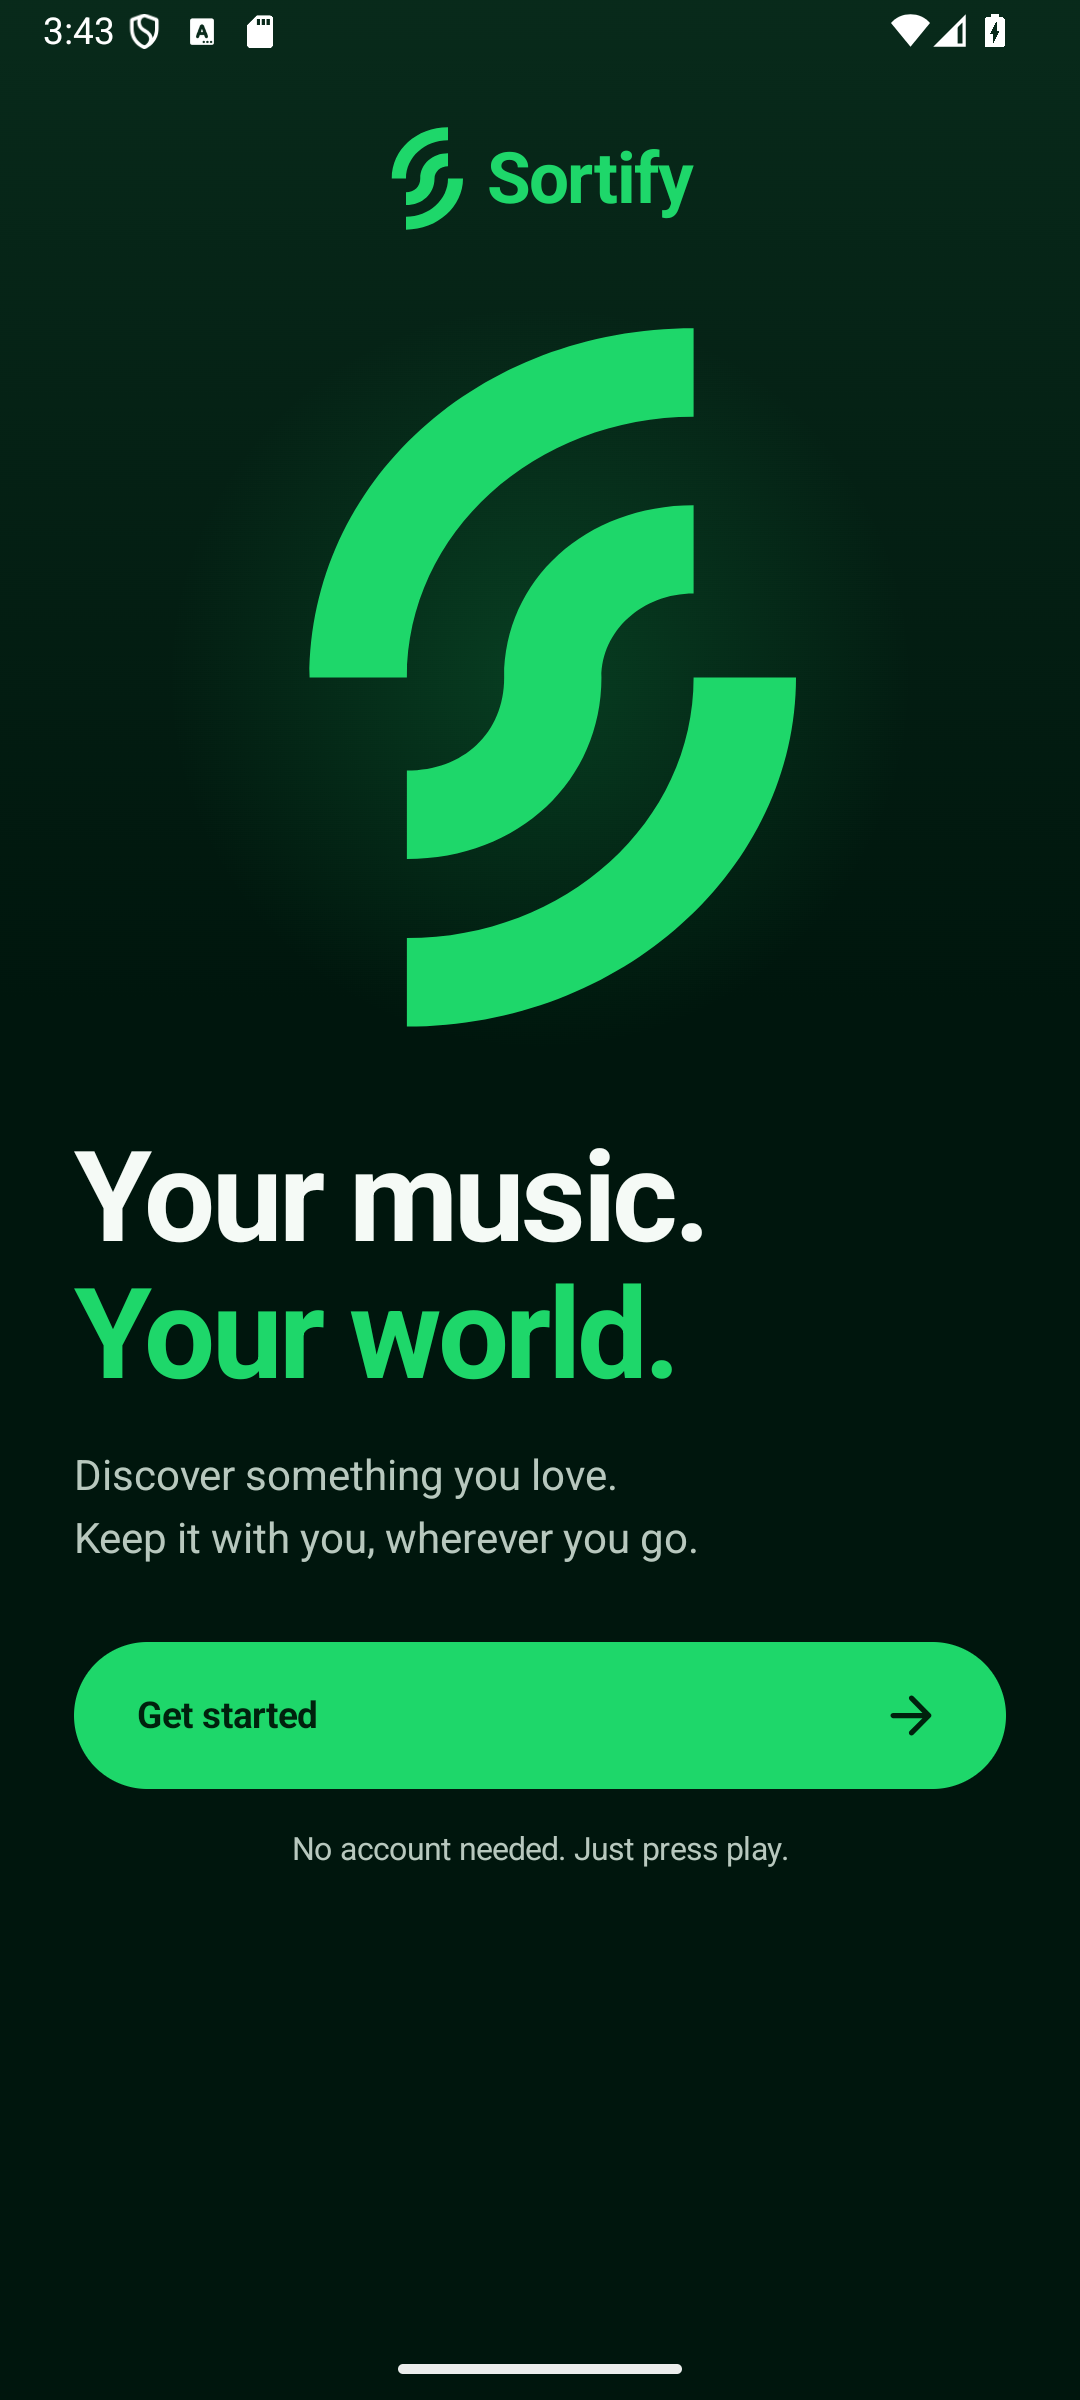 3:43
Sortify
Your music.
Your world.
Discover something you love.
Keep it with you, wherever you go.
Get started
No account needed. Just press play.